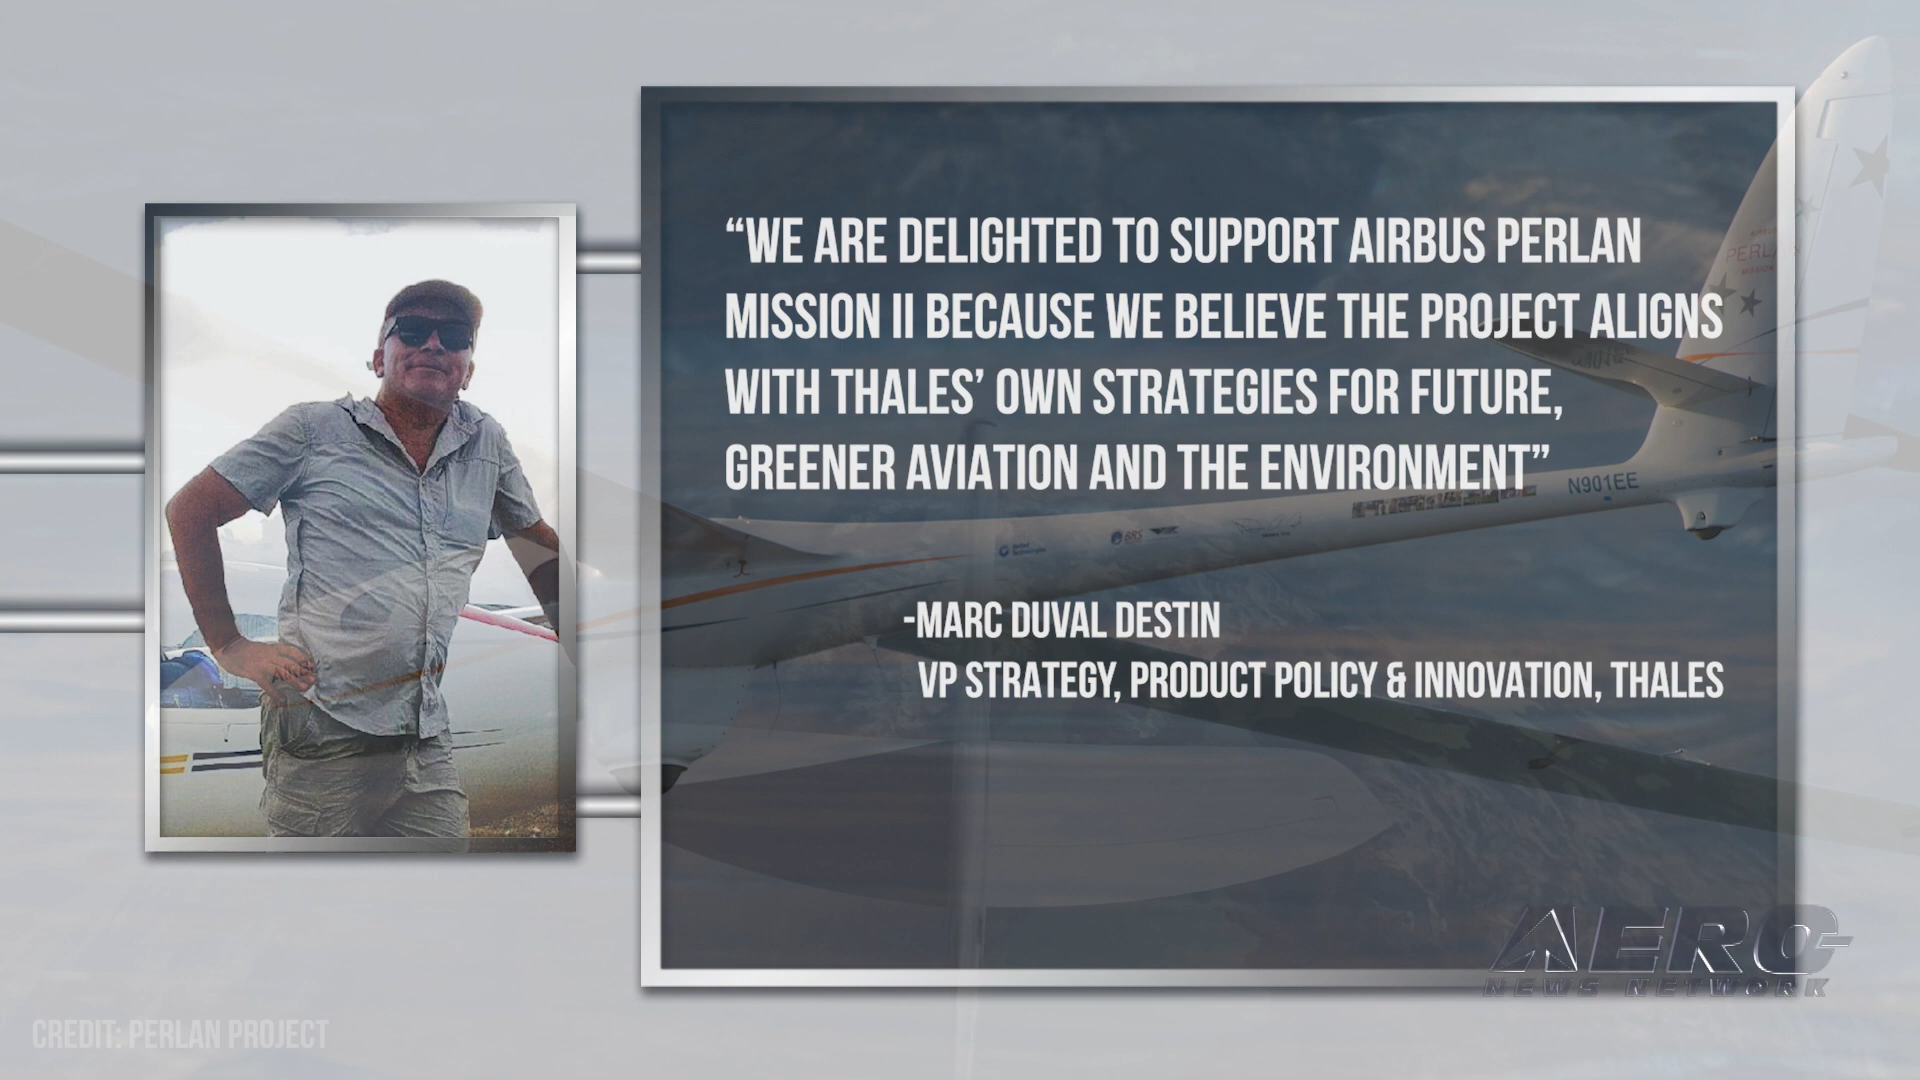 “WE ARE DELIGHTED TO SUPPORT AIRBUS PERLAN
MISSION II BECAUSE WE BELIEVE THE PROJECT ALIGNS
WITH THALES’ OWN STRATEGIES FOR FUTURE,
GREENER AVIATION AND THE ENVIRONMENT”
-MARC DUVAL DESTIN
VP STRATEGY, PRODUCT POLICY & INNOVATION, THALES
N901EE
BRS
AERO-
NEWS NETWORK
CREDIT: PERLAN PROJECT